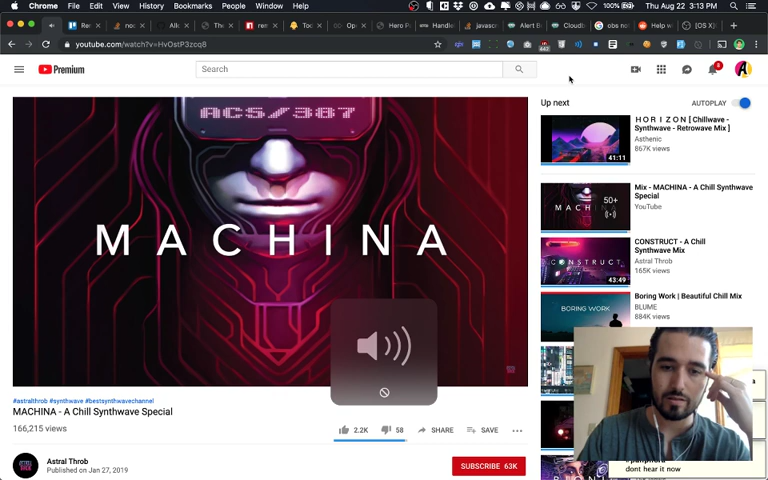 Chrome File Edit View History Bookmarks People Window Help
100% Thu Aug 22 3:13 PM
youtube.com/watch?v=HvOstP3zcq8
Premium
Search
8
ACS/387
MACHINA
Up next
AUTOPLAY
H O R I Z O N [ Chillwave -
Synthwave - Retrowave Mix ]
Asthenic
867K views
41:11
Mix - MACHINA - A Chill Synthwave
Special
YouTube
50+
CONSTRUCT - A Chill
Synthwave Mix
Astral Throb
165K views
CONSTRUCT
43:49
Boring Work | Beautiful Chill Mix
BLUME
884K views
BORING WORK
#astralthrob #synthwave #bestsynthwavechannel
MACHINA - A Chill Synthwave Special
166,215 views
2.2K
58
SHARE
SAVE
Astral Throb
Published on Jan 27, 2019
SUBSCRIBE 63K
dont hear it now